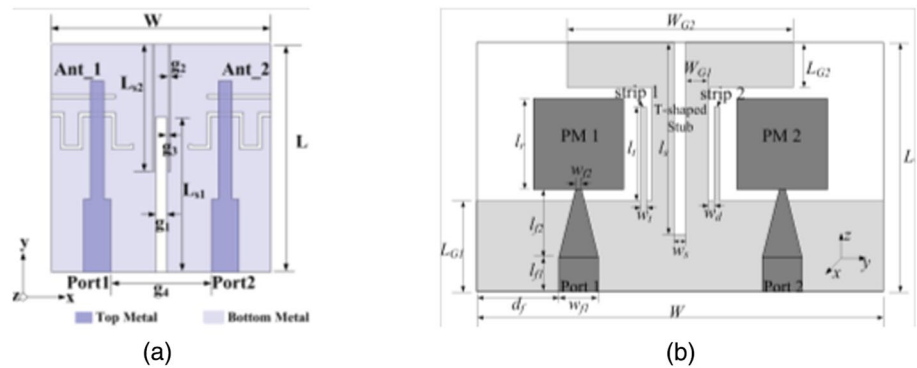 W
Ant_1
g2
Ant_2
Ls2
g3
L
Ls1
g1
y
z
x
Port1
g4
Port2
Top Metal
Bottom Metal
(a)
WG2
WG1
LG2
strip 1
strip 2
T-shaped
Stub
PM 1
PM 2
lr
lt
ls
L
wf2
wt
wd
lf2
ws
LG1
z
y
x
lf1
Port 1
Port 2
df
wf1
W
(b)